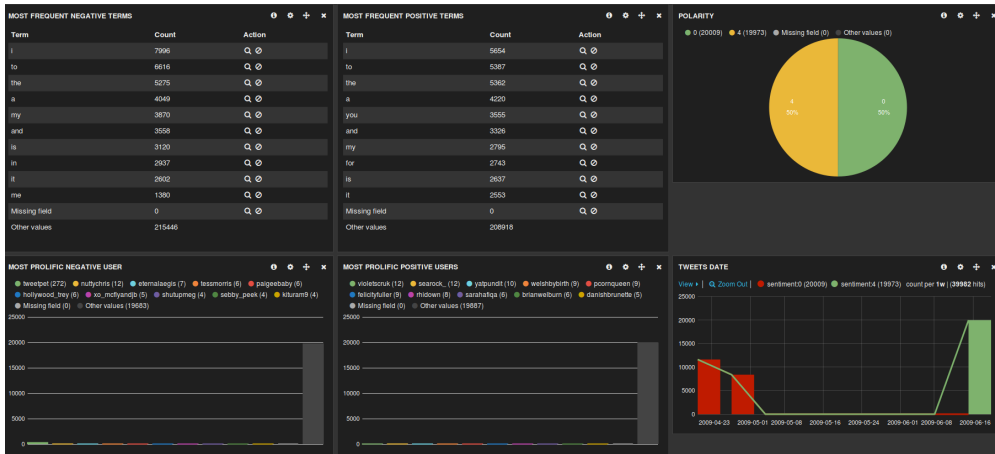 MOST FREQUENT NEGATIVE TERMS
Term Count Action
i 7996
to 6616
the 5275
a 4049
my 3870
and 3558
is 3120
in 2937
it 2602
me 1380
Missing field 0
Other values 215446
MOST FREQUENT POSITIVE TERMS
Term Count Action
i 5654
to 5387
the 5362
a 4220
you 3555
and 3326
my 2795
for 2743
is 2637
it 2553
Missing field 0
Other values 208918
POLARITY
0 (20009) 4 (19973) Missing field (0) Other values (0)
4 0
50% 50%
MOST PROLIFIC NEGATIVE USER
tweetpet (272) nuttychris (12) eternalaegis (7) tessmorris (6) paigeebaby (6)
hollywood_trey (6) xo_mcflyandjb (5) shutupmeg (4) sebby_peek (4) kituram9 (4)
Missing field (0) Other values (19683)
25000
20000
15000
10000
5000
0
MOST PROLIFIC POSITIVE USERS
violetscruk (12) searock_ (12) yatpundit (10) welshbybirth (9) pcornqueen (9)
felicityfuller (9) rhidown (8) sarahafiqa (6) brianwelburn (6) danishbrunette (5)
Missing field (0) Other values (19887)
25000
20000
15000
10000
5000
0
TWEETS DATE
View | Zoom Out | sentiment:0 (20009) sentiment:4 (19973) count per 1w | (39982 hits)
25000
20000
15000
10000
5000
0
2009-04-23 2009-05-01 2009-05-08 2009-05-16 2009-05-24 2009-06-01 2009-06-08 2009-06-16